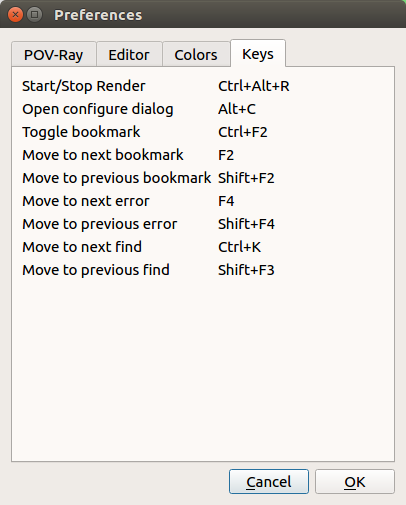 Preferences
POV-Ray Editor Colors Keys
Start/Stop Render Ctrl+Alt+R
Open configure dialog Alt+C
Toggle bookmark Ctrl+F2
Move to next bookmark F2
Move to previous bookmark Shift+F2
Move to next error F4
Move to previous error Shift+F4
Move to next find Ctrl+K
Move to previous find Shift+F3
Cancel OK